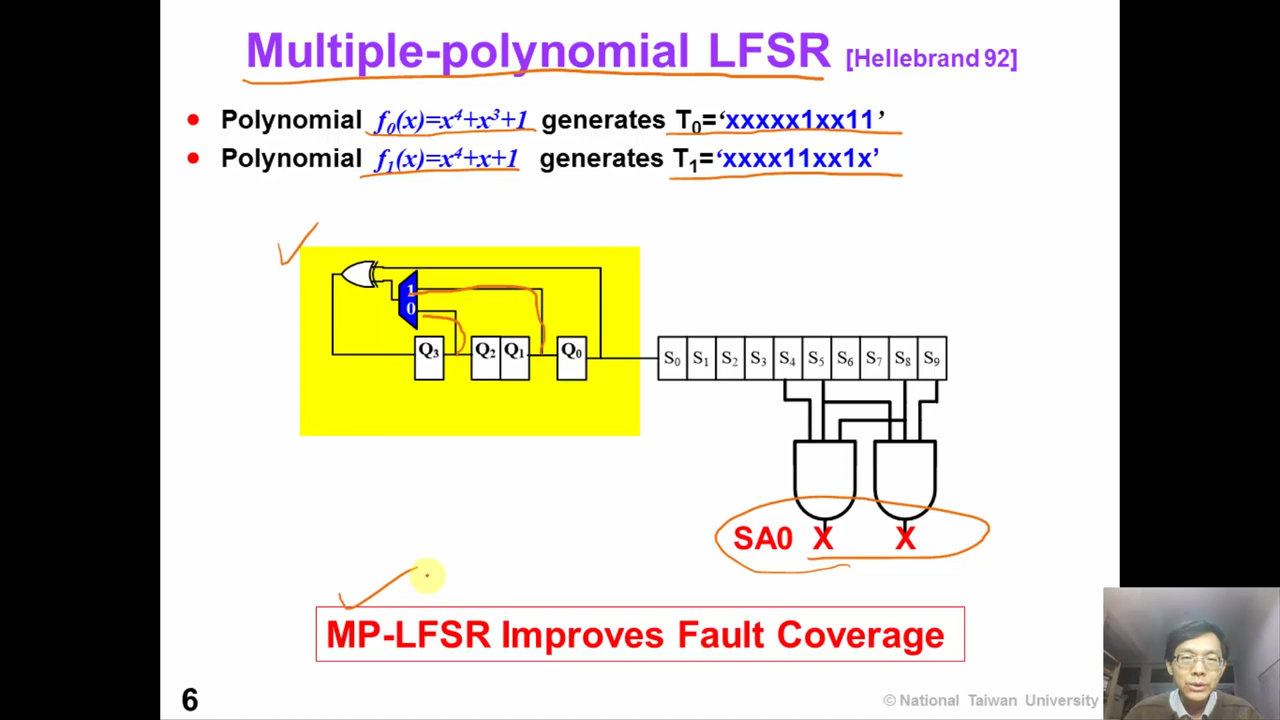 Multiple-polynomial LFSR [Hellebrand 92]
• Polynomial f₀(x)=x⁴+x³+1 generates T₀=‘xxxxx1xx11’
• Polynomial f₁(x)=x⁴+x+1 generates T₁=‘xxxx11xx1x’
1
0
Q₃ Q₂ Q₁ Q₀ S₀ S₁ S₂ S₃ S₄ S₅ S₆ S₇ S₈ S₉
SA0 X X
MP-LFSR Improves Fault Coverage
6
© National Taiwan University